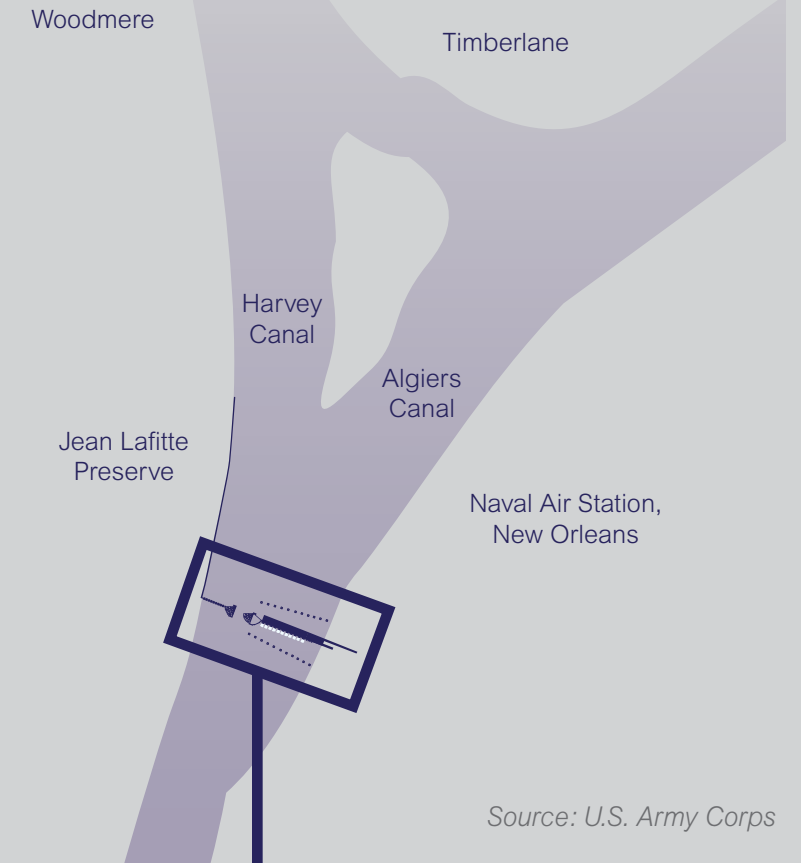 Woodmere
Timberlane
Harvey
Canal
Algiers
Canal
Jean Lafitte
Preserve
Naval Air Station,
New Orleans
Source: U.S. Army Corps